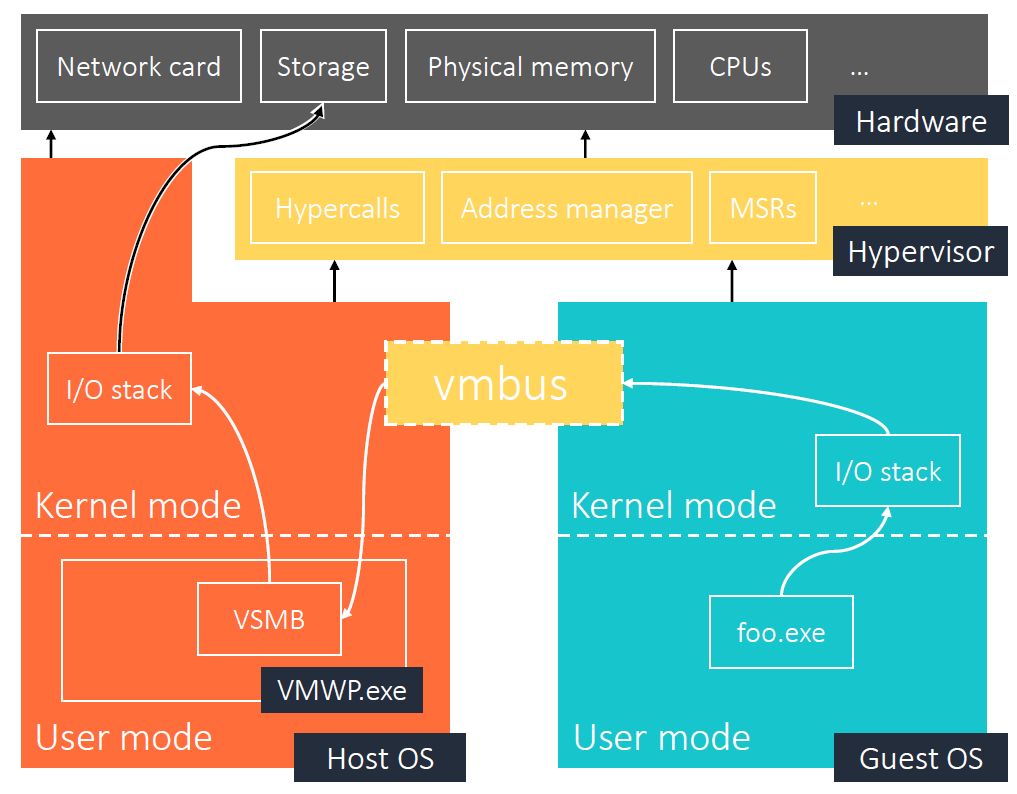 Network card
Storage
Physical memory
CPUs
...
Hardware
Hypercalls
Address manager
MSRs
...
Hypervisor
I/O stack
vmbus
I/O stack
Kernel mode
Kernel mode
VSMB
foo.exe
VMWP.exe
User mode
User mode
Host OS
Guest OS